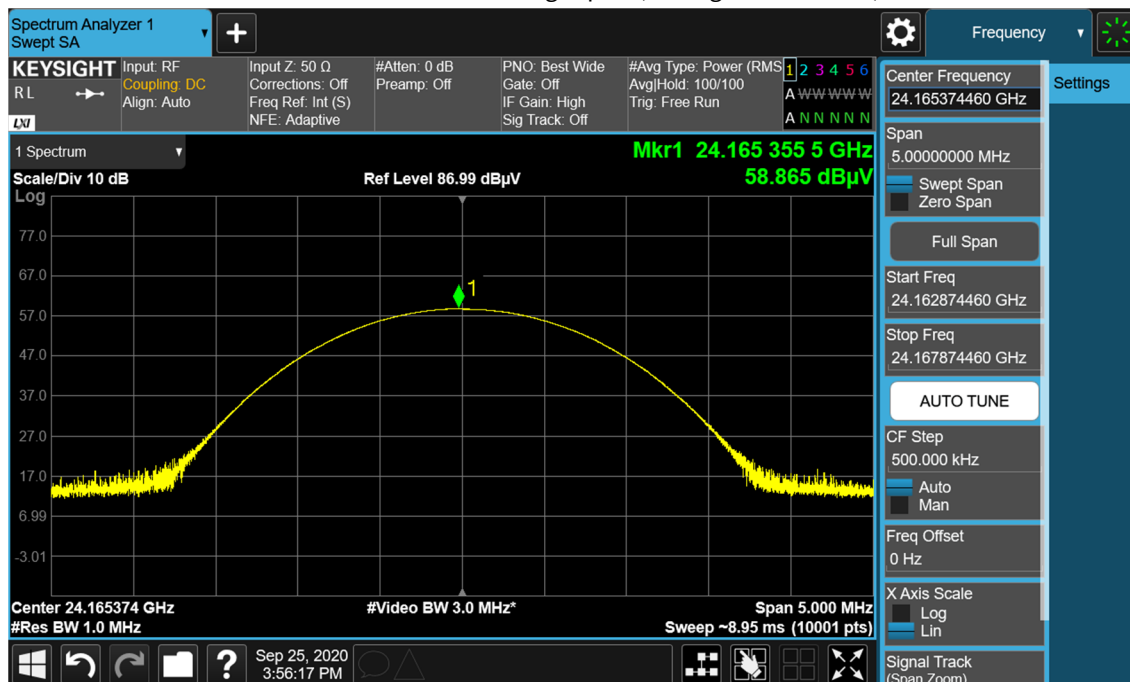 Spectrum Analyzer 1
Swept SA
Frequency
KEYSIGHT
R L
LXI
Input: RF
Coupling: DC
Align: Auto
Input Z: 50 Ω
Corrections: Off
Freq Ref: Int (S)
NFE: Adaptive
#Atten: 0 dB
Preamp: Off
PNO: Best Wide
Gate: Off
IF Gain: High
Sig Track: Off
#Avg Type: Power (RMS
Avg|Hold: 100/100
Trig: Free Run
1 2 3 4 5 6
A W W W W W
A N N N N N
1 Spectrum
Scale/Div 10 dB
Log
Ref Level 86.99 dBµV
Mkr1 24.165 355 5 GHz
58.865 dBµV
77.0
67.0
57.0
47.0
37.0
27.0
17.0
6.99
-3.01
1
Center 24.165374 GHz
#Res BW 1.0 MHz
#Video BW 3.0 MHz*
Span 5.000 MHz
Sweep ~8.95 ms (10001 pts)
?
Sep 25, 2020
3:56:17 PM
Center Frequency
24.165374460 GHz
Span
5.00000000 MHz
Swept Span
Zero Span
Full Span
Start Freq
24.162874460 GHz
Stop Freq
24.167874460 GHz
AUTO TUNE
CF Step
500.000 kHz
Auto
Man
Freq Offset
0 Hz
X Axis Scale
Log
Lin
Signal Track
(Span Zoom)
Settings